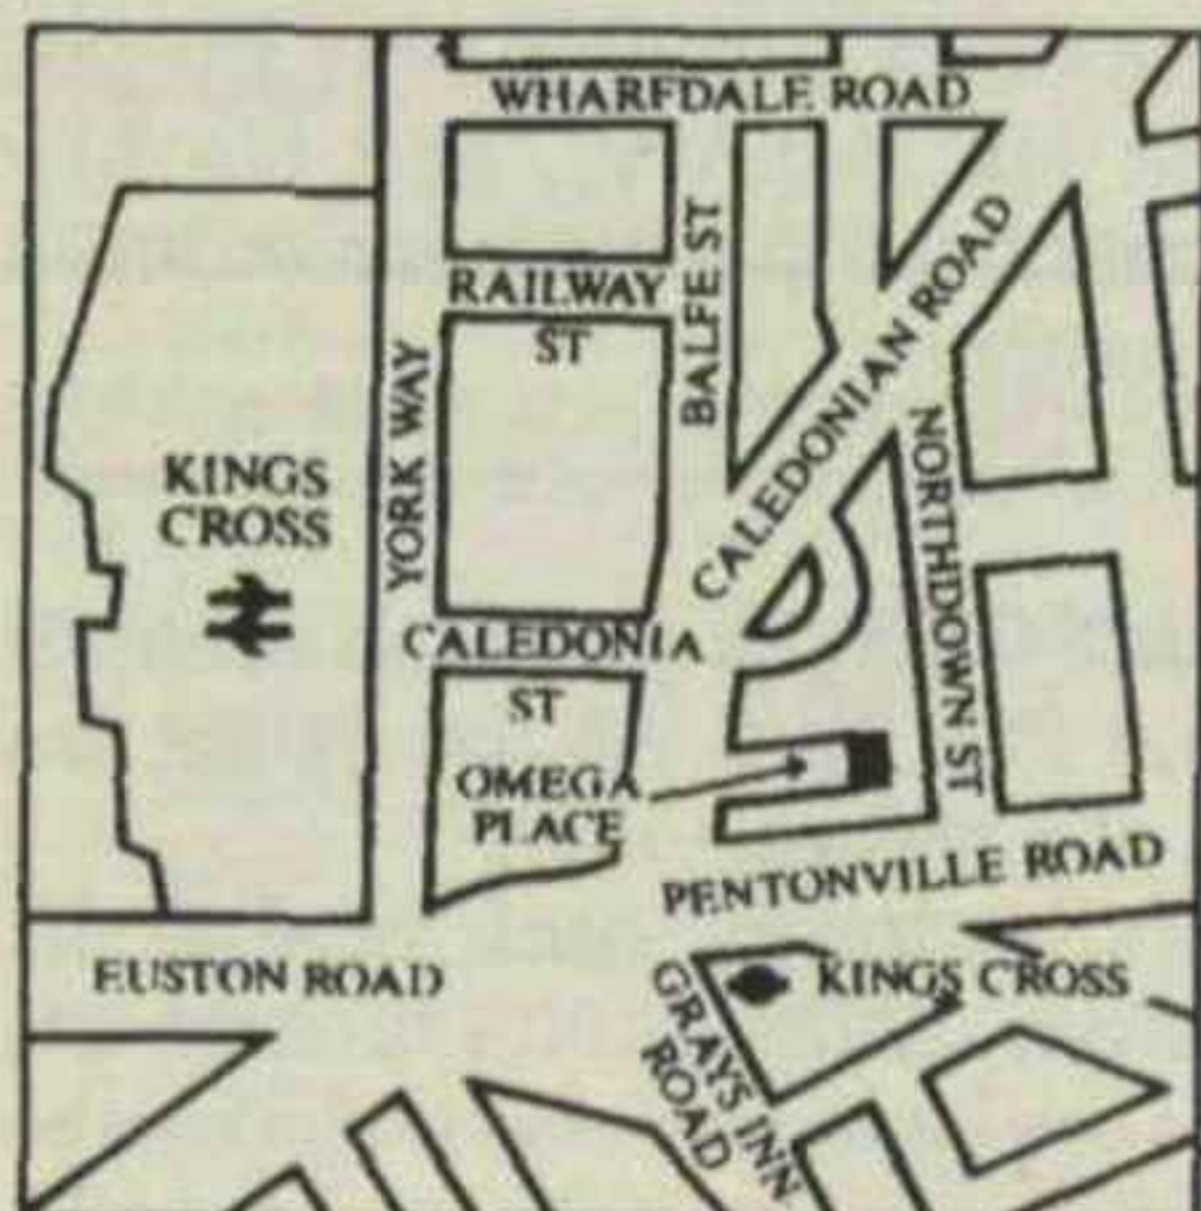 WHARFDALE ROAD
RAILWAY
ST
BALFE ST
CALEDONIAN ROAD
YORK WAY
KINGS
CROSS
NORTHDOWN ST
CALEDONIA
ST
OMEGA
PLACE
PENTONVILLE ROAD
EUSTON ROAD
KINGS CROSS
GRAYS INN
ROAD